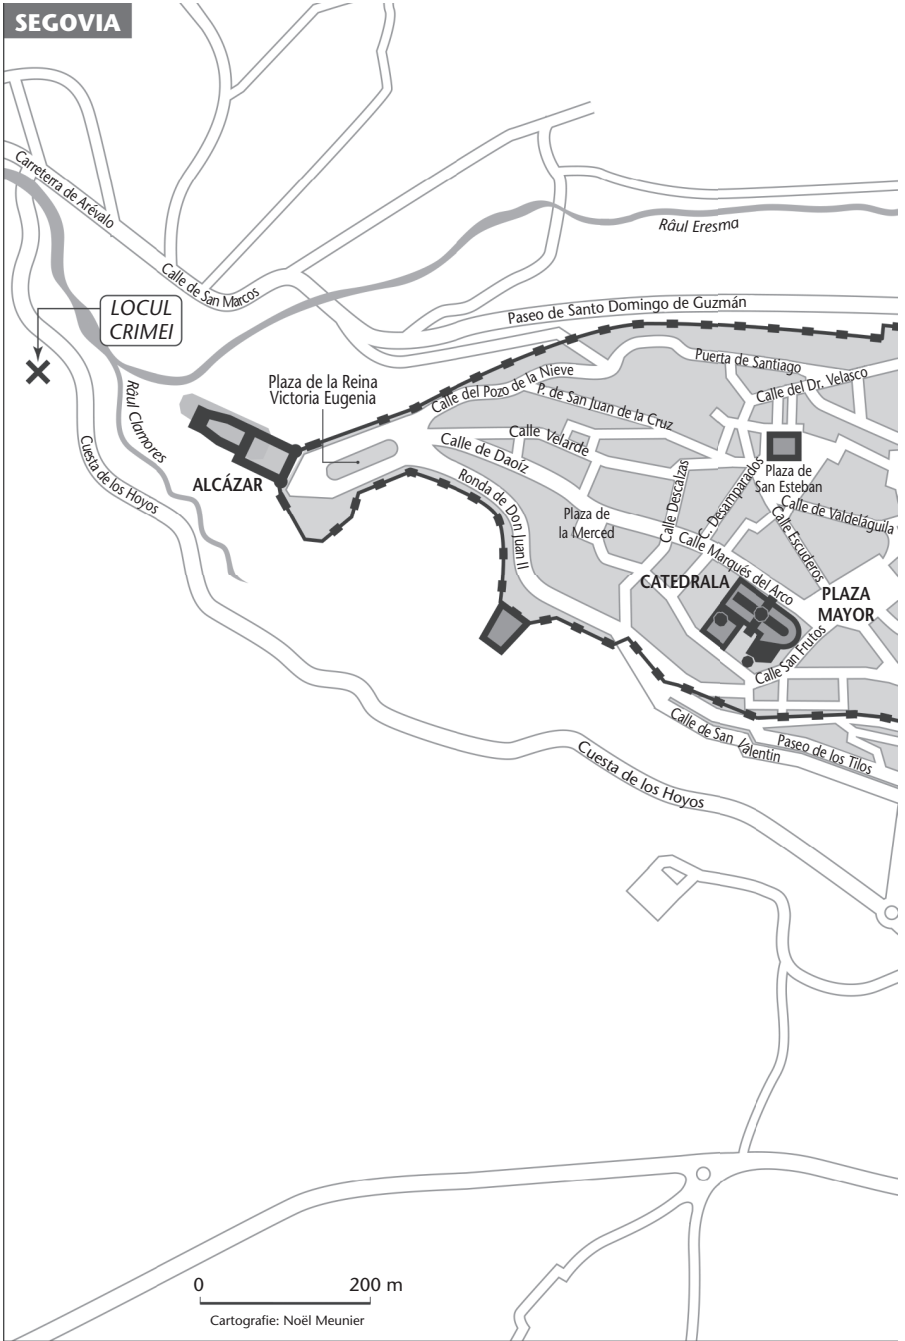 SEGOVIA
Carreterra de Arévalo
Râul Eresma
Calle de San Marcos
LOCUL
CRIMEI
Paseo de Santo Domingo de Guzmán
Puerta de Santiago
Plaza de la Reina
Victoria Eugenia
Calle del Pozo de la Nieve
Calle del Dr. Velasco
P. de San Juan de la Cruz
Râul Clamores
Calle Velarde
Calle de Daoiz
Cuesta de los Hoyos
ALCÁZAR
Ronda de Don Juan II
Calle Descalzas
C. Desamparados
Plaza de
San Esteban
Plaza de
la Merced
Calle de Valdeláguila
Calle Escuderos
Calle Marqués del Arco
CATEDRALA
PLAZA
MAYOR
Calle San Frutos
Calle de San Valentin
Paseo de los Tilos
Cuesta de los Hoyos
0 200 m
Cartografie: Noël Meunier